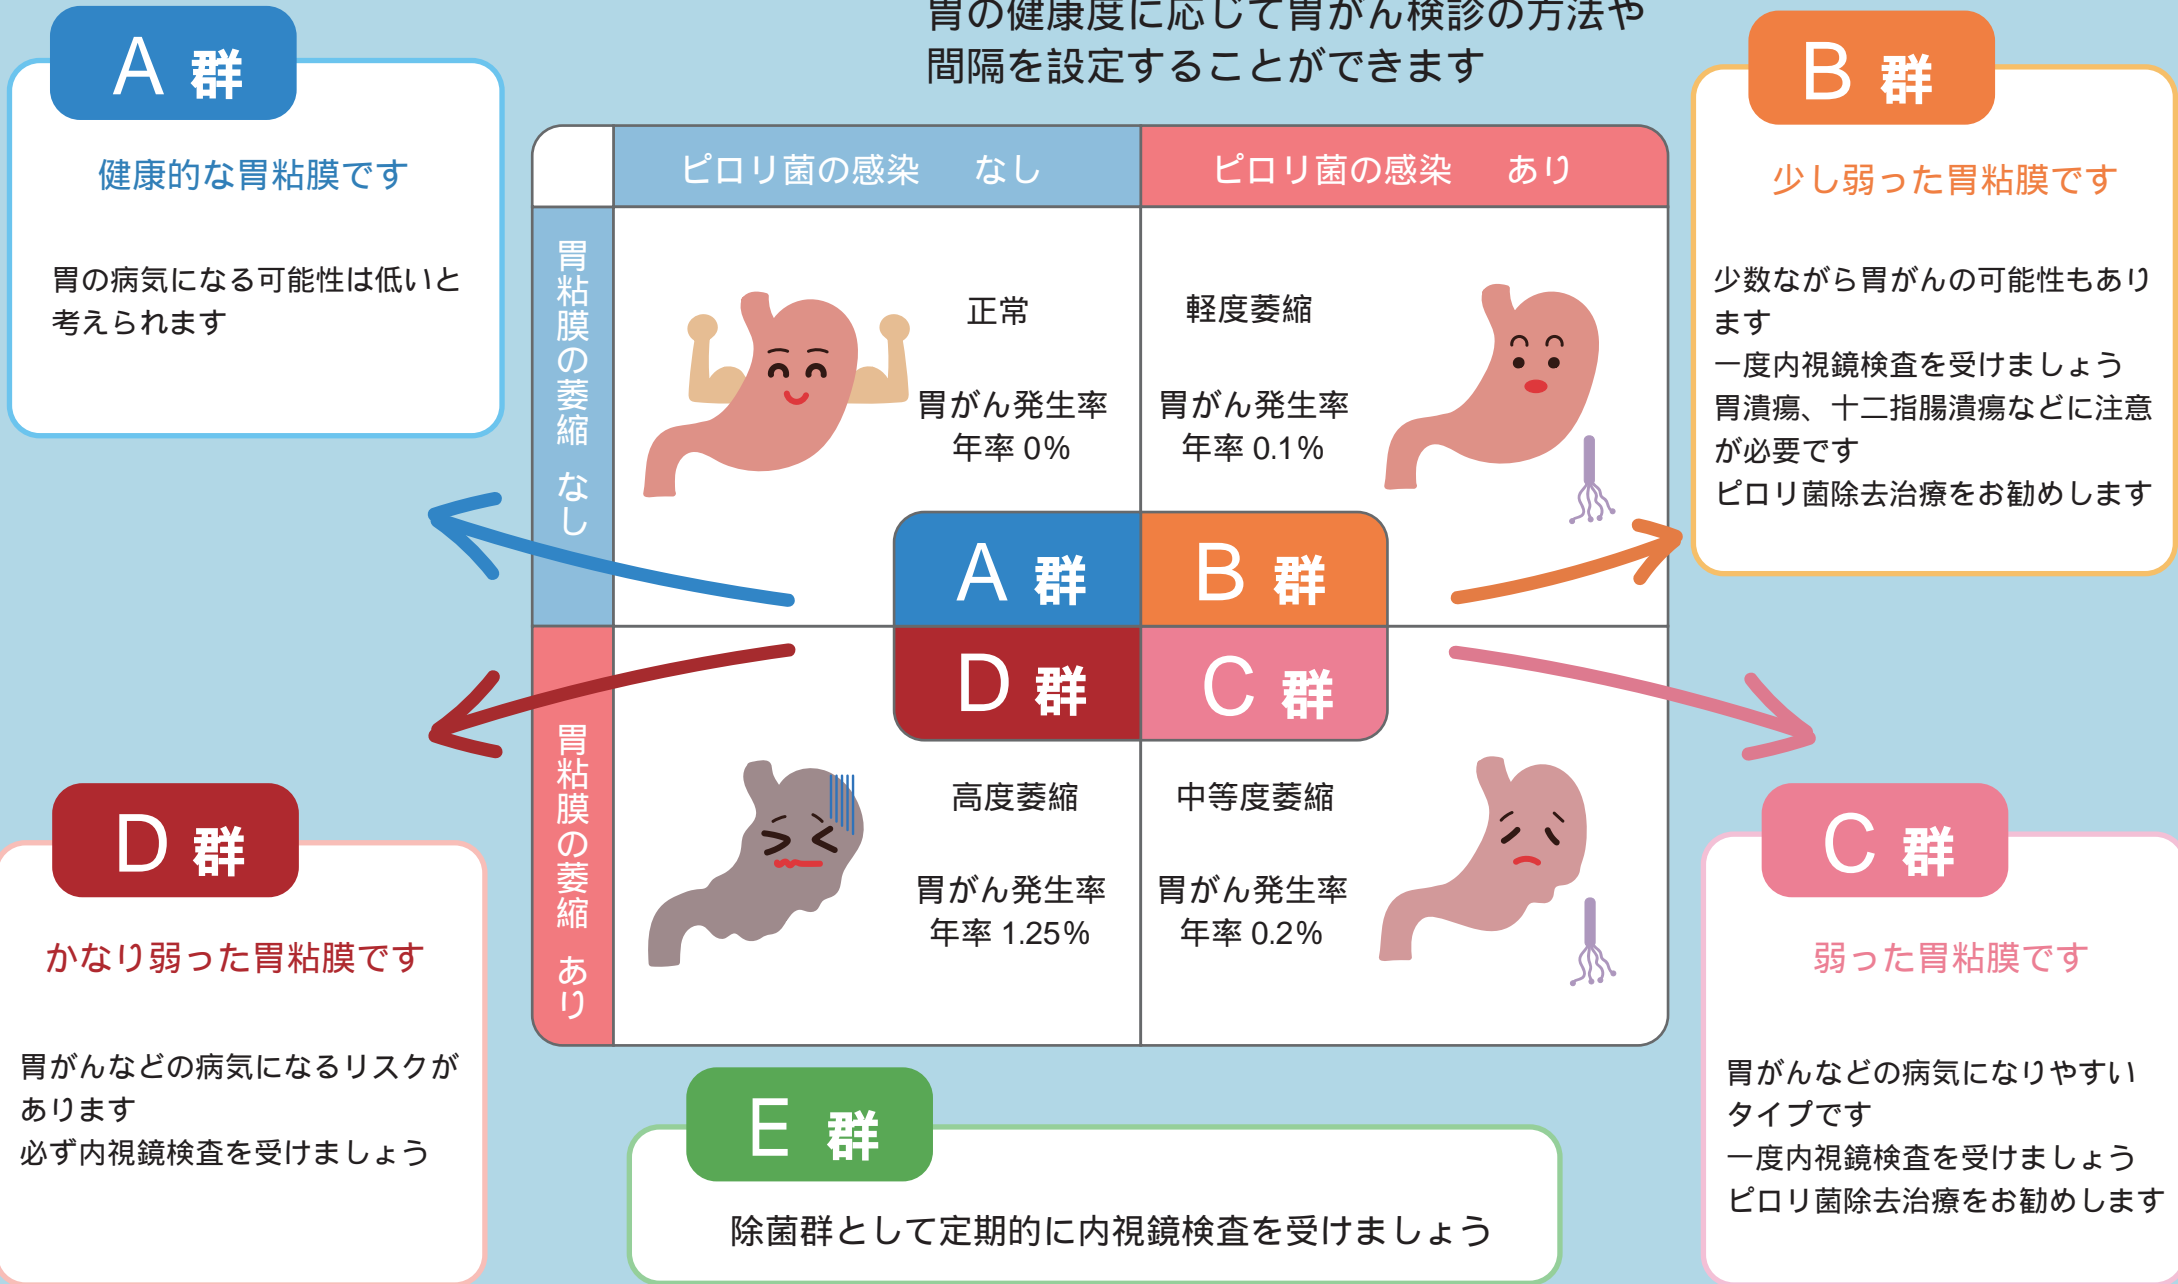 胃の健康度に応じて胃がん検診の方法や
間隔を設定することができます
A 群
健康的な胃粘膜です
胃の病気になる可能性は低いと
考えられます
B 群
少し弱った胃粘膜です
少数ながら胃がんの可能性もあり
ます
一度内視鏡検査を受けましょう
胃潰瘍、十二指腸潰瘍などに注意
が必要です
ピロリ菌除去治療をお勧めします
ピロリ菌の感染 なし
ピロリ菌の感染 あり
胃粘膜の萎縮 なし
正常
胃がん発生率
年率 0%
軽度萎縮
胃がん発生率
年率 0.1%
A 群
B 群
D 群
C 群
胃粘膜の萎縮 あり
高度萎縮
胃がん発生率
年率 1.25%
中等度萎縮
胃がん発生率
年率 0.2%
D 群
かなり弱った胃粘膜です
胃がんなどの病気になるリスクが
あります
必ず内視鏡検査を受けましょう
C 群
弱った胃粘膜です
胃がんなどの病気になりやすい
タイプです
一度内視鏡検査を受けましょう
ピロリ菌除去治療をお勧めします
E 群
除菌群として定期的に内視鏡検査を受けましょう